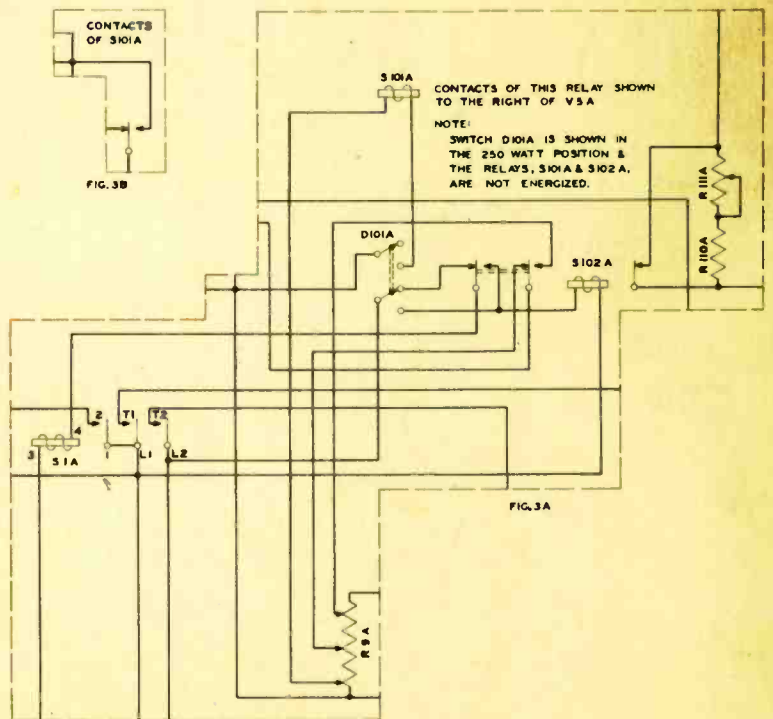 CONTACTS
OF S101A
FIG. 3B
S101A
CONTACTS OF THIS RELAY SHOWN
TO THE RIGHT OF V5A
NOTE:
SWITCH D101A IS SHOWN IN
THE 250 WATT POSITION &
THE RELAYS, S101A & S102A,
ARE NOT ENERGIZED.
R111A
D101A
S102A
R110A
2
T1
T2
4
3
S1A
1
L1
L2
FIG. 3A
R9A